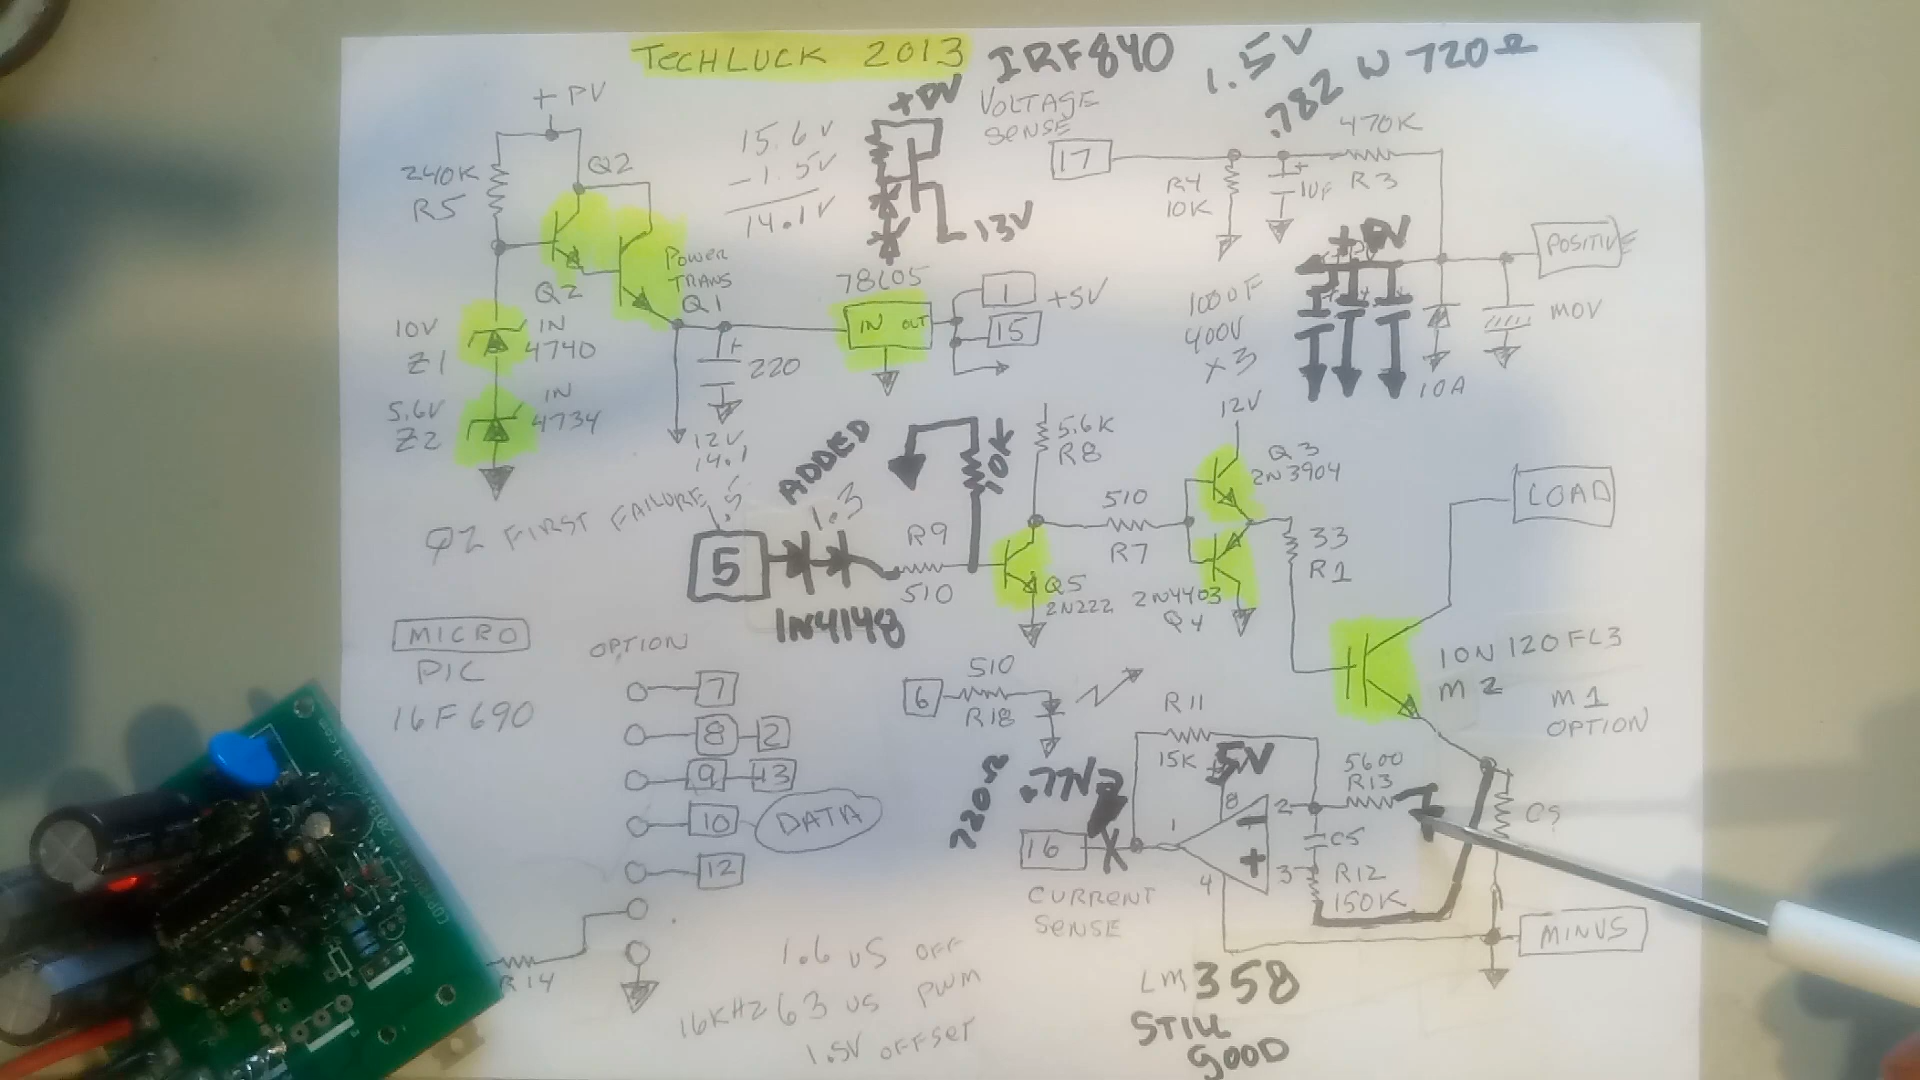 TECHLUCK 2013
IRF840
1.5V
.782 W 720Ω
+ PV
+PV
VOLTAGE
SENSE
17
470K
R3
R4
10K
1UF
+
240K
R5
Q2
15.6V
-1.5V
14.1V
13V
+PV
POSITIVE
POWER
TRANS
Q1
Q2
78L05
IN OUT
1
15
+5V
100UF
400V
X3
MOV
10A
10V
Z1
1N
4740
5.6V
Z2
1N
4734
+
220
12V
14.1
12V
ADDED
10K
5.6K
R8
Q3
2N3904
LOAD
Q2 FIRST FAILURE
.5
1.3
5
R9
510
1N4148
510
R7
33
R1
Q5
2N222
2N4403
Q4
MICRO
PIC
16F690
OPTION
7
8 2
9 13
10 DATA
12
R14
6
510
R18
10N120FL3
M2
M1
OPTION
R11
15K
5V
5600
R13
720Ω
.77V
16
CURRENT
SENSE
1
8
2
3
4
C5
R12
150K
MINUS
1.6 US OFF
16KHZ 63 US PWM
1.5V OFFSET
LM358
STILL
GOOD